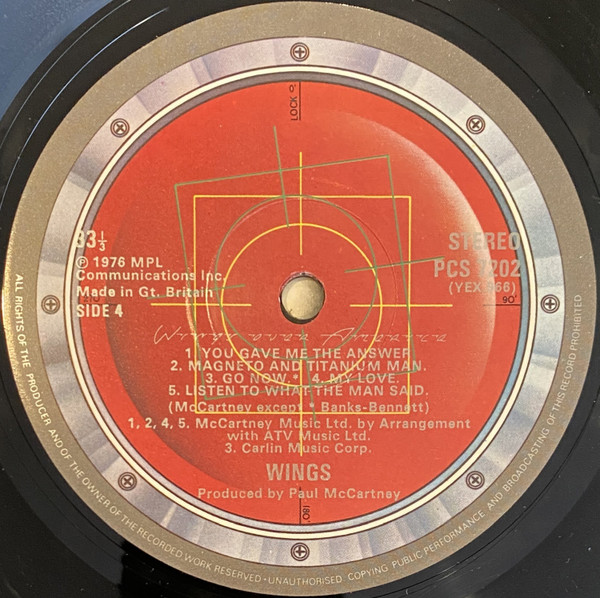 LOCK 0°
33⅓
STEREO
℗ 1976 MPL
Communications Inc.
PCS 7202
Made in Gt. Britain
(YEX 966)
SIDE 4
90°
Wings
1. YOU GAVE ME THE ANSWER.
2. MAGNETO AND TITANIUM MAN.
3. GO NOW. 4. MY LOVE.
5. LISTEN TO WHAT THE MAN SAID.
(McCartney except 3 Banks-Bennett)
1, 2, 4, 5. McCartney Music Ltd. by Arrangement
with ATV Music Ltd.
3. Carlin Music Corp.
WINGS
Produced by Paul McCartney
180°
ALL RIGHTS OF THE PRODUCER AND OF THE OWNER OF THE RECORDED WORK RESERVED · UNAUTHORISED COPYING PUBLIC PERFORMANCE AND BROADCASTING OF THIS RECORD PROHIBITED